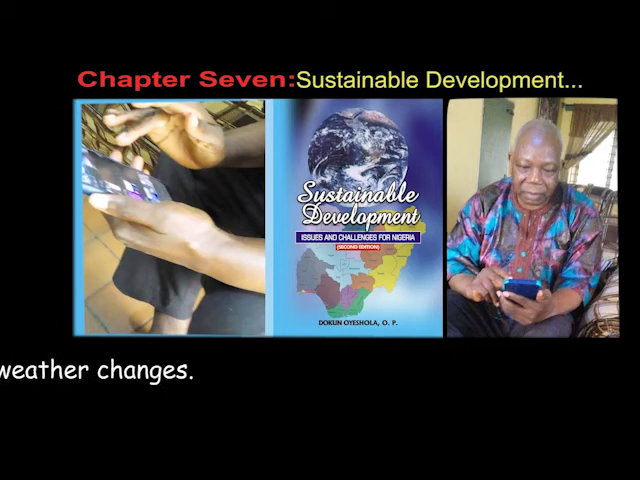 Chapter Seven:Sustainable Development...
Sustainable
Development
ISSUES AND CHALLENGES FOR NIGERIA
(SECOND EDITION)
DOKUN OYESHOLA, O. P.
weather changes.